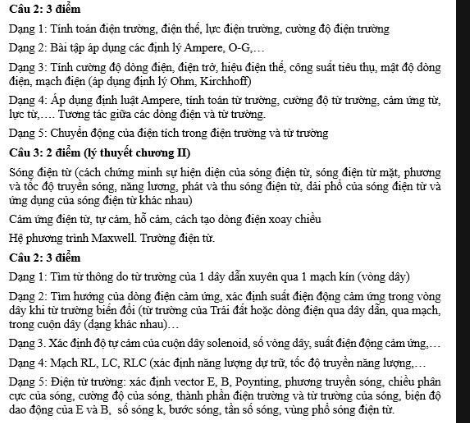 Câu 2: 3 điểm
Dạng 1: Tính toán điện trường, điện thế, lực điện trường, cường độ điện trường
Dạng 2: Bài tập áp dụng các định lý Ampere, O-G,…
Dạng 3: Tính cường độ dòng điện, điện trở, hiệu điện thế, công suất tiêu thụ, mật độ dòng
điện, mạch điện (áp dụng định lý Ohm, Kirchhoff)
Dạng 4: Áp dụng định luật Ampere, tính toán từ trường, cường độ từ trường, cảm ứng từ,
lực từ,…. Tương tác giữa các dòng điện và từ trường.
Dạng 5: Chuyển động của điện tích trong điện trường và từ trường
Câu 3: 2 điểm (lý thuyết chương II)
Sóng điện từ (cách chứng minh sự hiện diện của sóng điện từ, sóng điện từ mặt, phương
và tốc độ truyền sóng, năng lương, phát và thu sóng điện từ, dải phổ của sóng điện từ và
ứng dụng của sóng điện từ khác nhau)
Cảm ứng điện từ, tự cảm, hỗ cảm, cách tạo dòng điện xoay chiều
Hệ phương trình Maxwell. Trường điện từ.
Câu 2: 3 điểm
Dạng 1: Tìm từ thông do từ trường của 1 dây dẫn xuyên qua 1 mạch kín (vòng dây)
Dạng 2: Tìm hướng của dòng điện cảm ứng, xác định suất điện động cảm ứng trong vòng
dây khi từ trường biến đổi (từ trường của Trái đất hoặc dòng điện qua dây dẫn, qua mạch,
trong cuộn dây (dạng khác nhau)…
Dạng 3. Xác định độ tự cảm của cuộn dây solenoid, số vòng dây, suất điện động cảm ứng,…
Dạng 4: Mạch RL, LC, RLC (xác định năng lượng dự trữ, tốc độ truyền năng lượng,…
Dạng 5: Điện từ trường: xác định vector E, B, Poynting, phương truyền sóng, chiều phân
cực của sóng, cường độ của sóng, thành phần điện trường và từ trường của sóng, biện độ
dao động của E và B, số sóng k, bước sóng, tần số sóng, vùng phổ sóng điện từ.